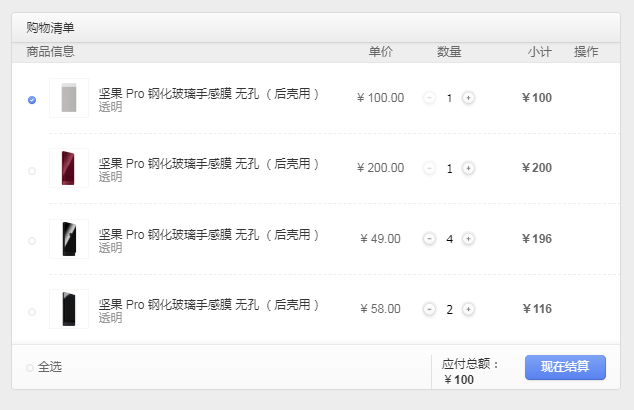 购物清单
商品信息 单价 数量 小计 操作
坚果 Pro 钢化玻璃手感膜 无孔 （后壳用） ¥ 100.00 1 ¥100
透明
坚果 Pro 钢化玻璃手感膜 无孔 （后壳用） ¥ 200.00 1 ¥200
透明
坚果 Pro 钢化玻璃手感膜 无孔 （后壳用） ¥ 49.00 4 ¥196
透明
坚果 Pro 钢化玻璃手感膜 无孔 （后壳用） ¥ 58.00 2 ¥116
透明
全选 应付总额： 现在结算
¥100